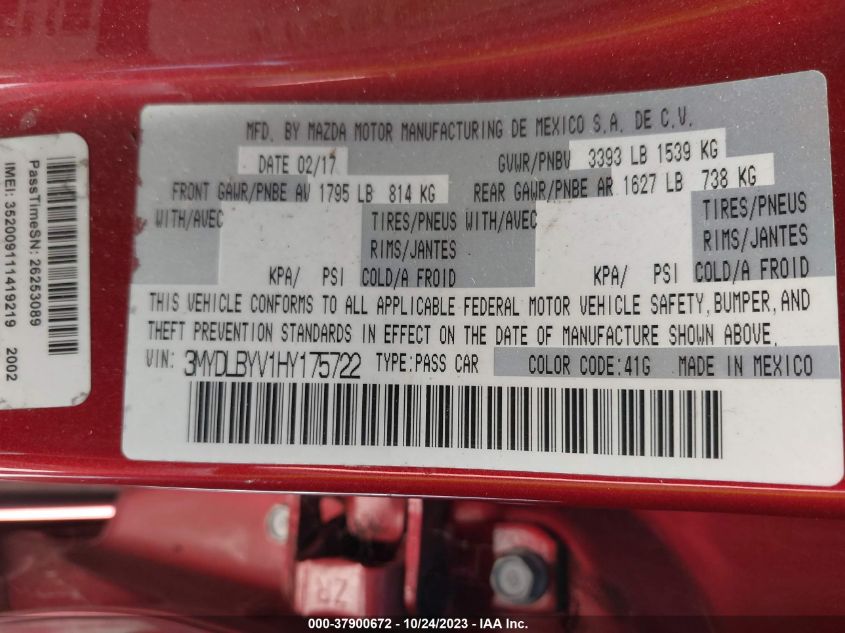 MFD. BY MAZDA MOTOR MANUFACTURING DE MEXICO S.A. DE C.V.
DATE 02/17 GVWR/PNBV 3393 LB 1539 KG
FRONT GAWR/PNBE AV 1795 LB 814 KG REAR GAWR/PNBE AR 1627 LB 738 KG
WITH/AVEC TIRES/PNEUS WITH/AVEC TIRES/PNEUS
RIMS/JANTES RIMS/JANTES
KPA/ PSI COLD/A FROID KPA/ PSI COLD/A FROID
THIS VEHICLE CONFORMS TO ALL APPLICABLE FEDERAL MOTOR VEHICLE SAFETY, BUMPER, AND
THEFT PREVENTION STANDARDS IN EFFECT ON THE DATE OF MANUFACTURE SHOWN ABOVE.
VIN: 3MYDLBYV1HY175722 TYPE:PASS CAR COLOR CODE:41G MADE IN MEXICO
PassTimeSN: 26253089
IMEI: 352009111419219 2002
ZR
000-37900672 - 10/24/2023 - IAAI Inc.